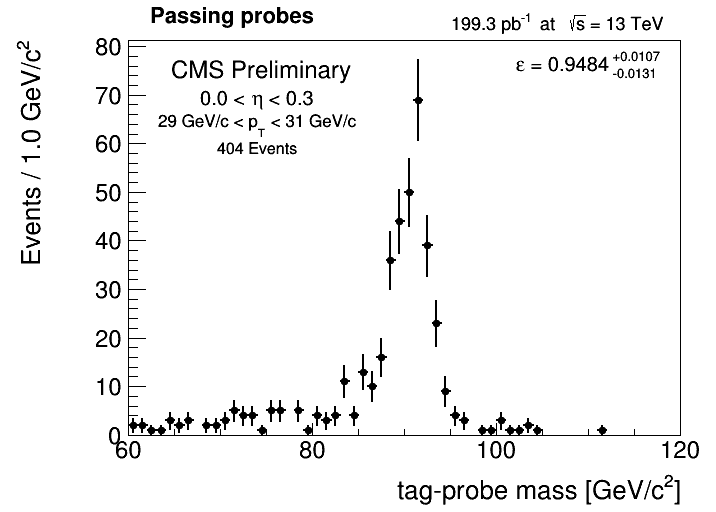 Passing probes
199.3 pb-1 at √s = 13 TeV
Events / 1.0 GeV/c2
CMS Preliminary
0.0 < η < 0.3
29 GeV/c < pT < 31 GeV/c
404 Events
ε = 0.9484 +0.0107 -0.0131
80
70
60
50
40
30
20
10
0
60 80 100 120
tag-probe mass [GeV/c2]